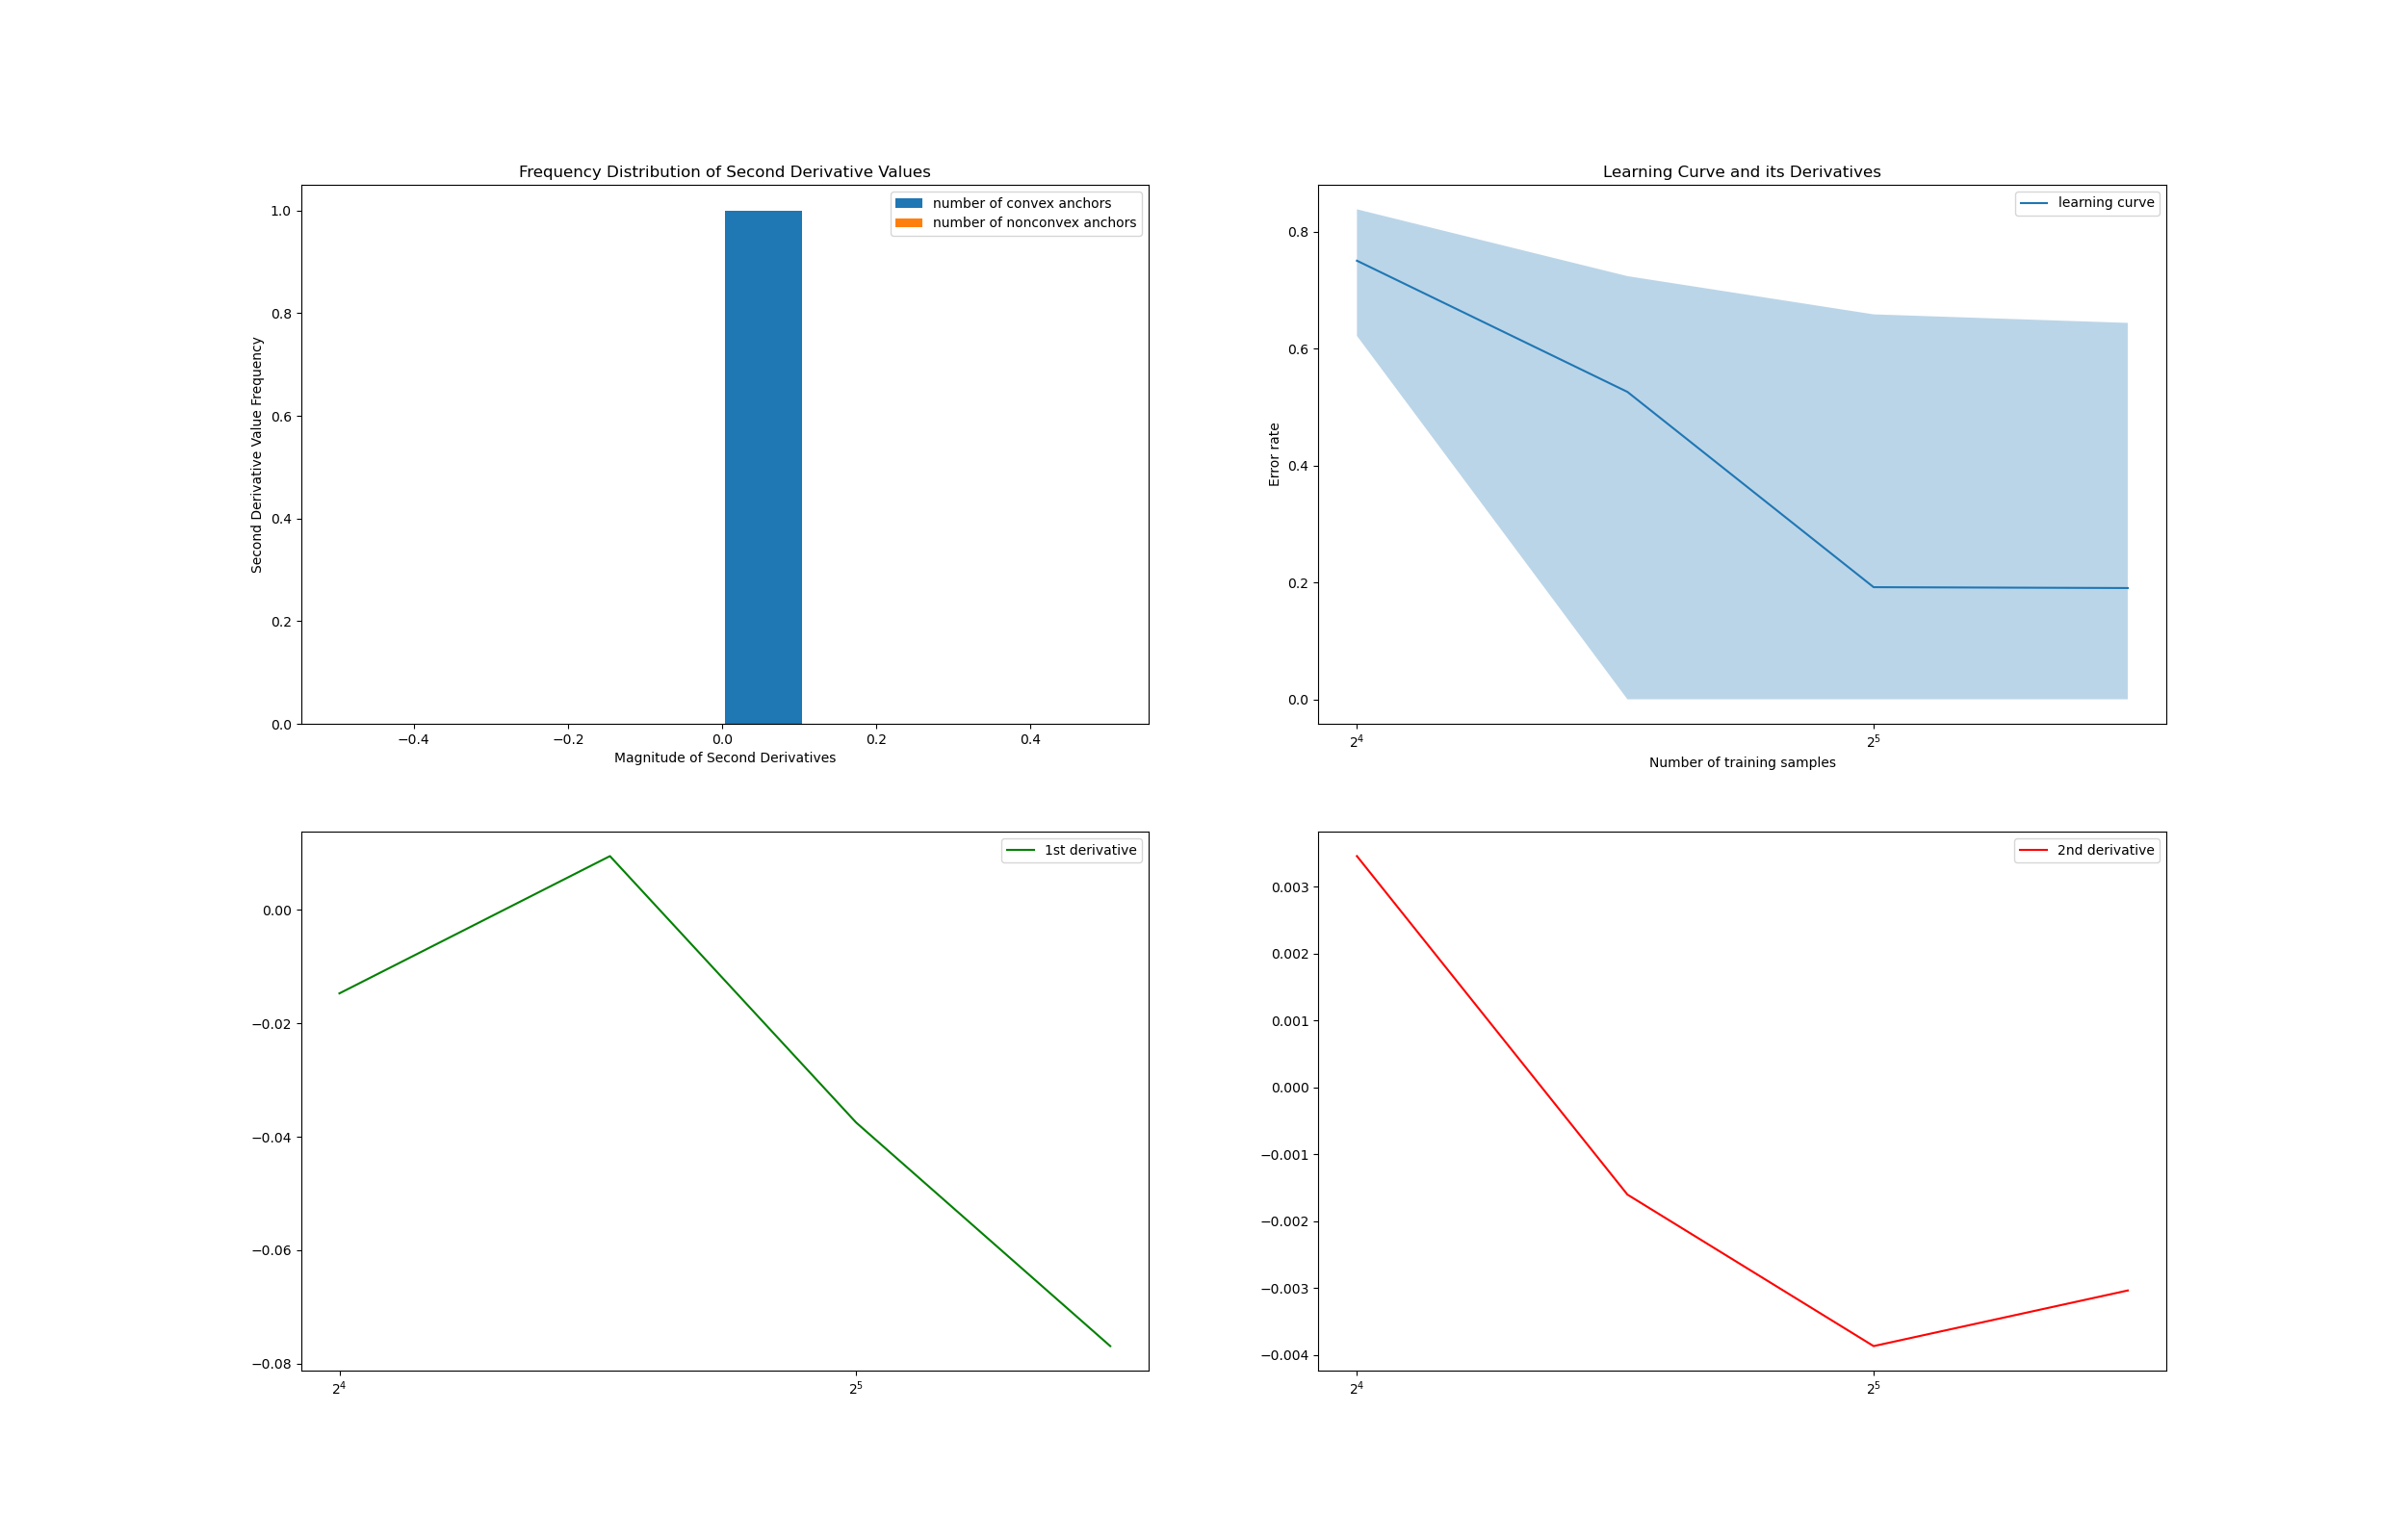 Frequency Distribution of Second Derivative Values
number of convex anchors
number of nonconvex anchors
1.0
0.8
0.6
0.4
0.2
0.0
Second Derivative Value Frequency
−0.4 −0.2 0.0 0.2 0.4
Magnitude of Second Derivatives
Learning Curve and its Derivatives
learning curve
0.8
0.6
0.4
0.2
0.0
Error rate
2⁴ 2⁵
Number of training samples
1st derivative
0.00
−0.02
−0.04
−0.06
−0.08
2⁴ 2⁵
2nd derivative
0.003
0.002
0.001
0.000
−0.001
−0.002
−0.003
−0.004
2⁴ 2⁵